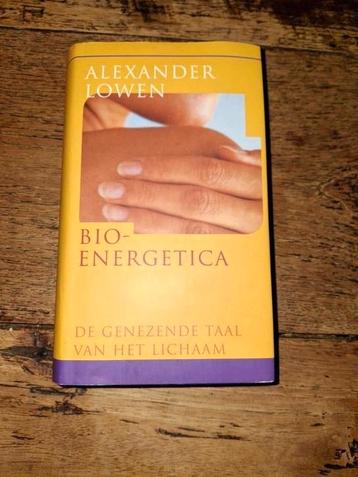 ALEXANDER
LOWEN
BIO-
ENERGETICA
DE GENEZENDE TAAL
VAN HET LICHAAM